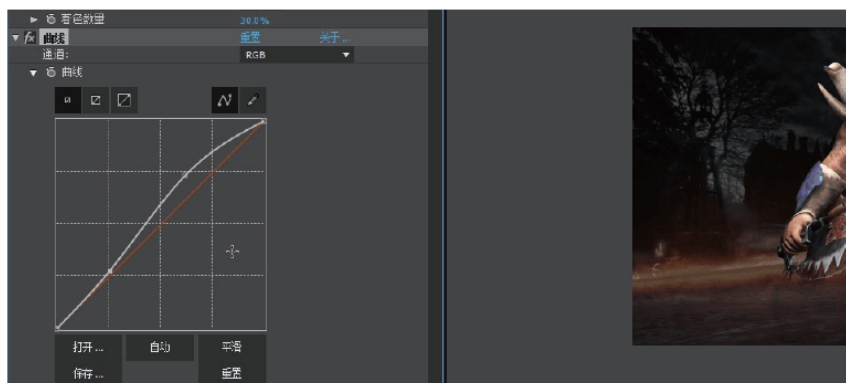 着色数量 30.0%
fx 曲线 重置 关于...
通道: RGB
曲线
打开... 自动 平滑
保存... 重置